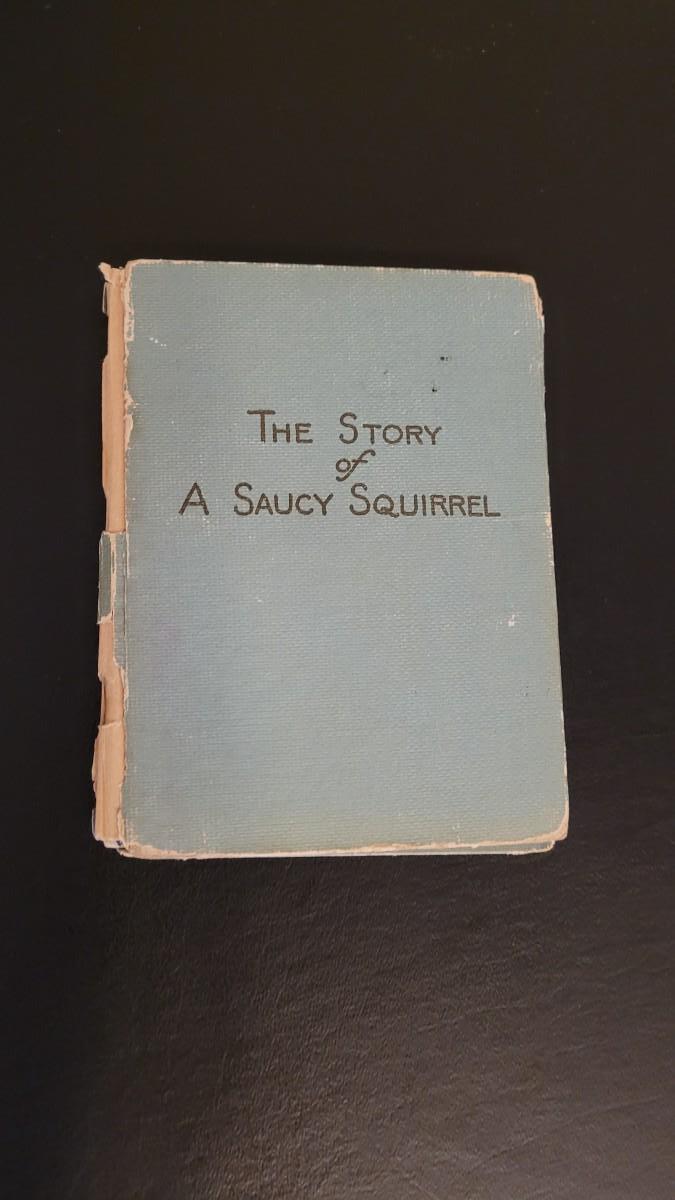 The Story
of
A Saucy Squirrel